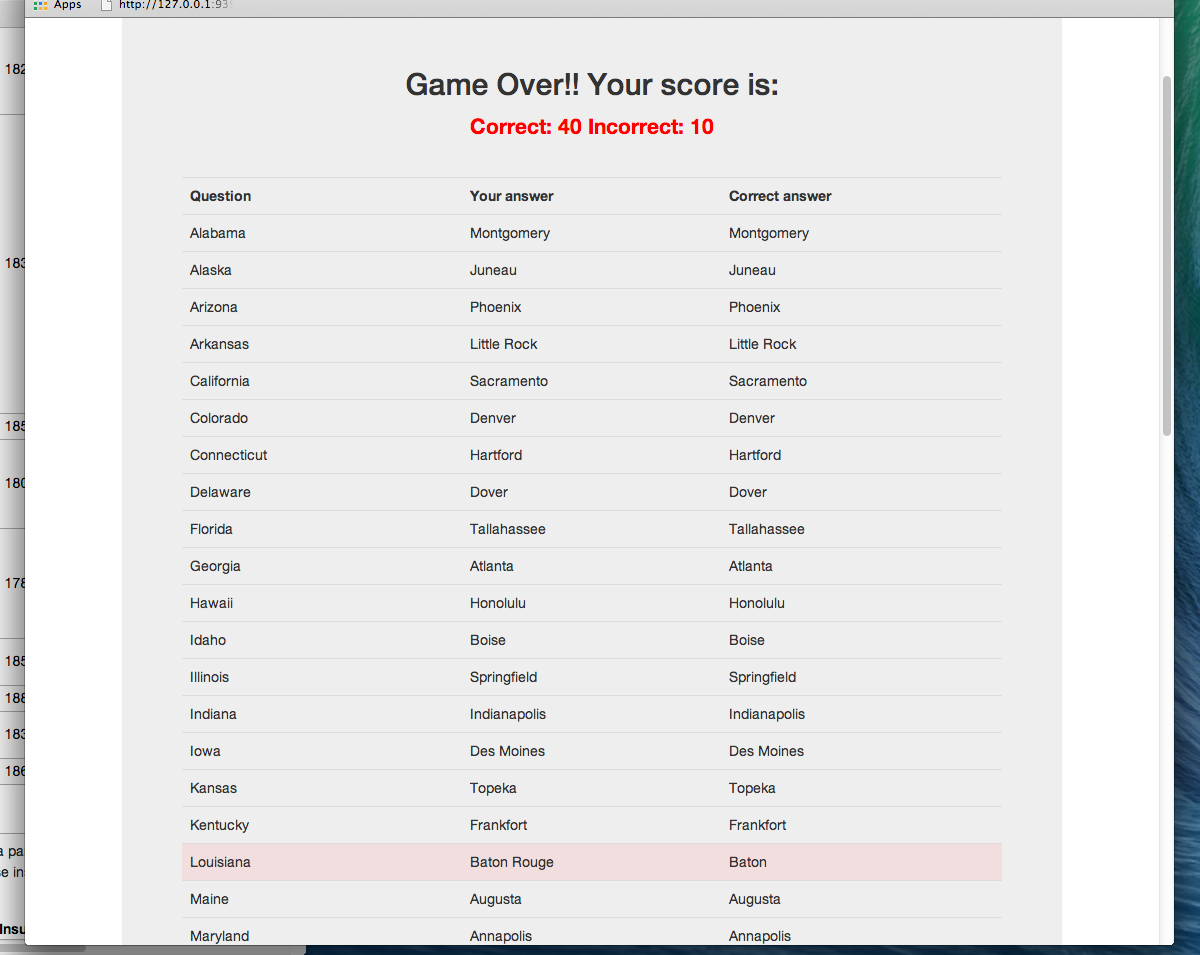 Apps http://127.0.0.1:93
Game Over!! Your score is:
Correct: 40 Incorrect: 10
Question Your answer Correct answer
Alabama Montgomery Montgomery
Alaska Juneau Juneau
Arizona Phoenix Phoenix
Arkansas Little Rock Little Rock
California Sacramento Sacramento
Colorado Denver Denver
Connecticut Hartford Hartford
Delaware Dover Dover
Florida Tallahassee Tallahassee
Georgia Atlanta Atlanta
Hawaii Honolulu Honolulu
Idaho Boise Boise
Illinois Springfield Springfield
Indiana Indianapolis Indianapolis
Iowa Des Moines Des Moines
Kansas Topeka Topeka
Kentucky Frankfort Frankfort
Louisiana Baton Rouge Baton
Maine Augusta Augusta
Maryland Annapolis Annapolis
182
183
185
180
178
185
188
183
186
a pa
se in
Insu